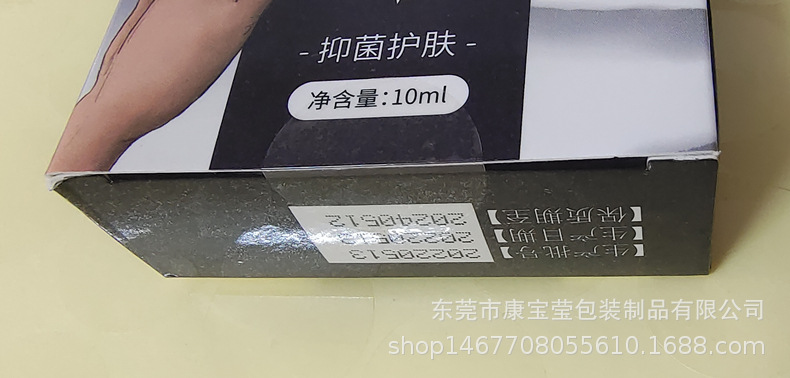 - 抑菌护肤 -
净含量：10ml
【生产批号】20220513
【生产日期】20220513
【保质期至】20240512
东莞市康宝莹包装制品有限公司
shop1467708055610.1688.com